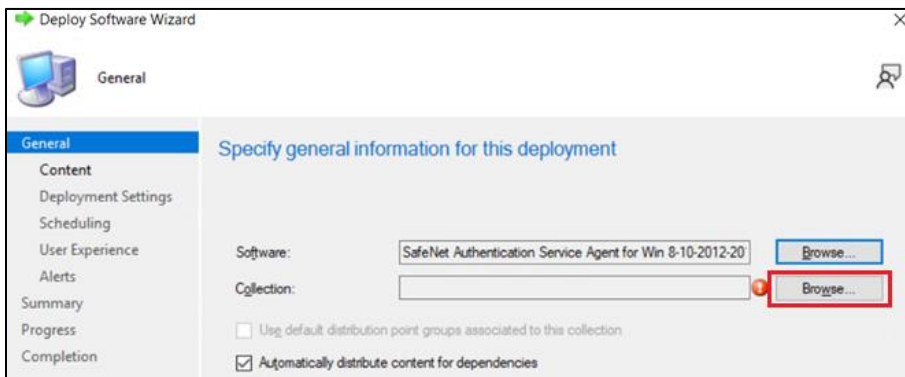 Deploy Software Wizard
General
General
Content
Deployment Settings
Scheduling
User Experience
Alerts
Summary
Progress
Completion
Specify general information for this deployment
Software: SafeNet Authentication Service Agent for Win 8-10-2012-20 Browse...
Collection: Browse...
Use default distribution point groups associated to this collection
Automatically distribute content for dependencies